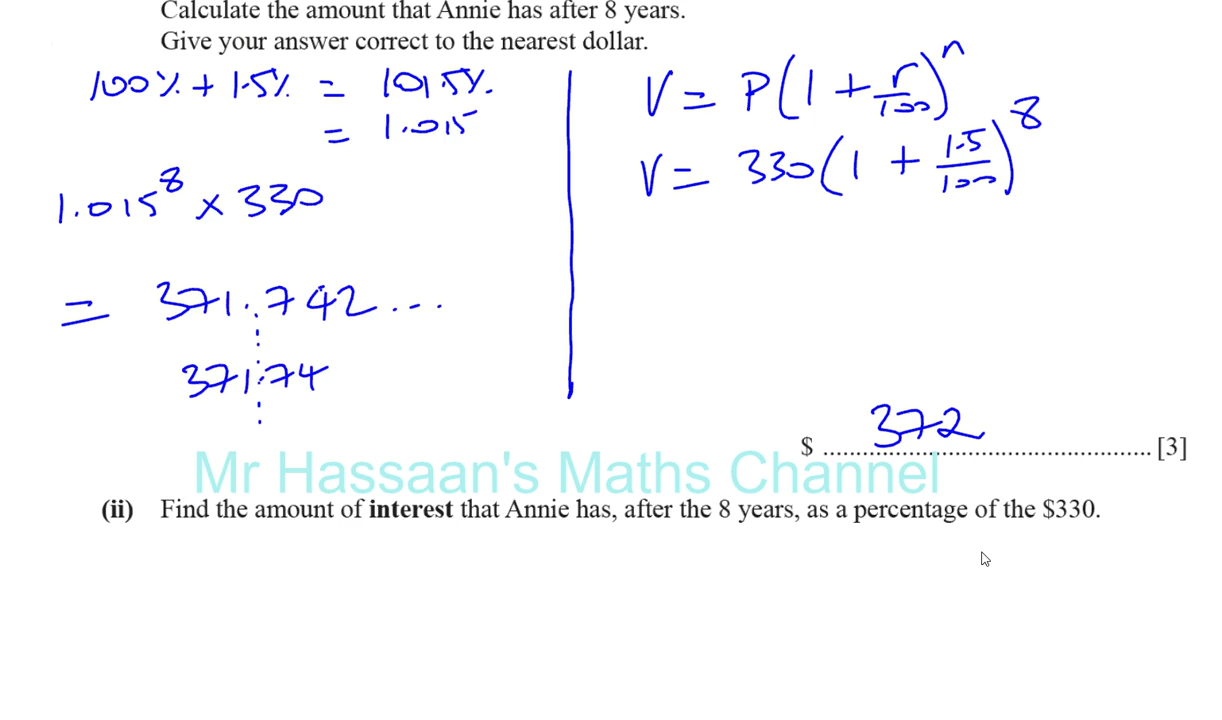 Calculate the amount that Annie has after 8 years.
Give your answer correct to the nearest dollar.
100% + 1.5% = 101.5%
= 1.015
1.015⁸ × 330
= 371.742...
371.74
V = P(1 + r/100)ⁿ
V = 330(1 + 1.5/100)⁸
372
$ .................................................... [3]
Mr Hassaan's Maths Channel
(ii) Find the amount of interest that Annie has, after the 8 years, as a percentage of the $330.